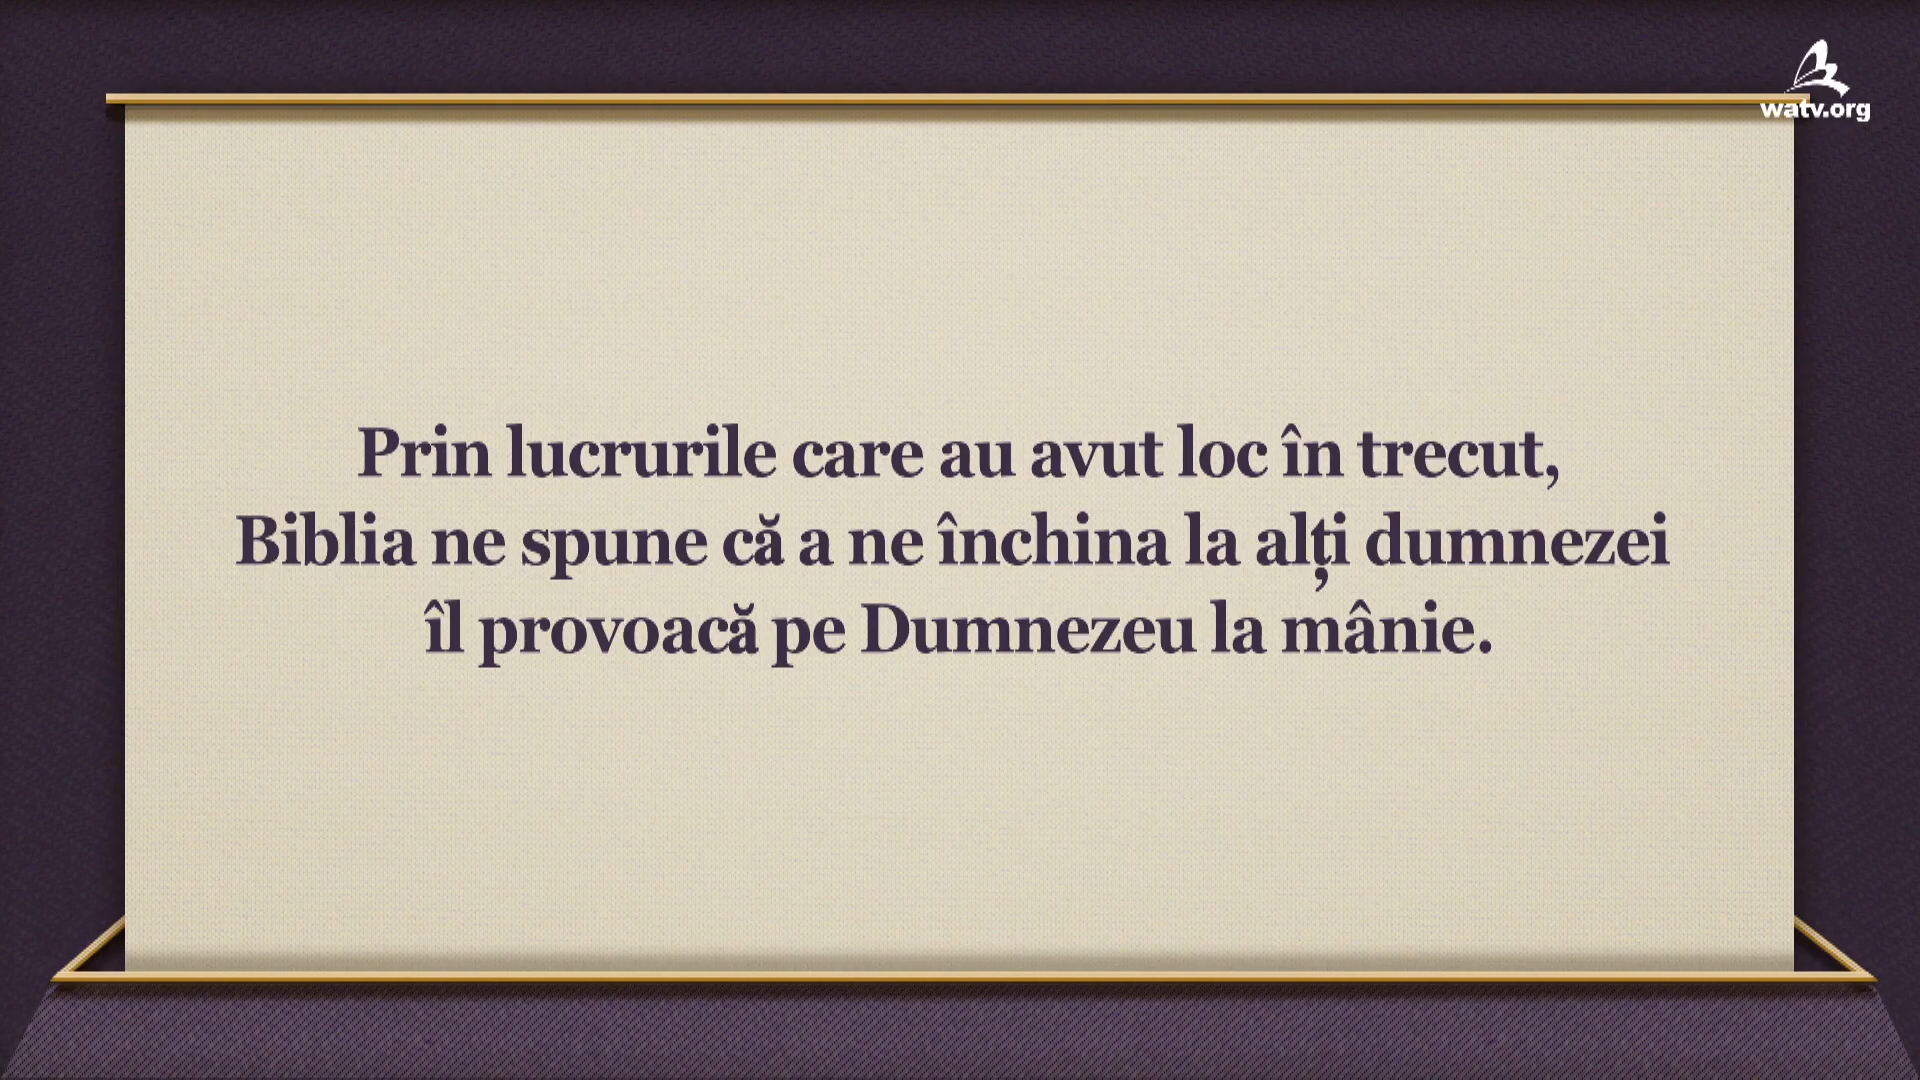 watv.org
Prin lucrurile care au avut loc în trecut,
Biblia ne spune că a ne închina la alți dumnezei
îl provoacă pe Dumnezeu la mânie.